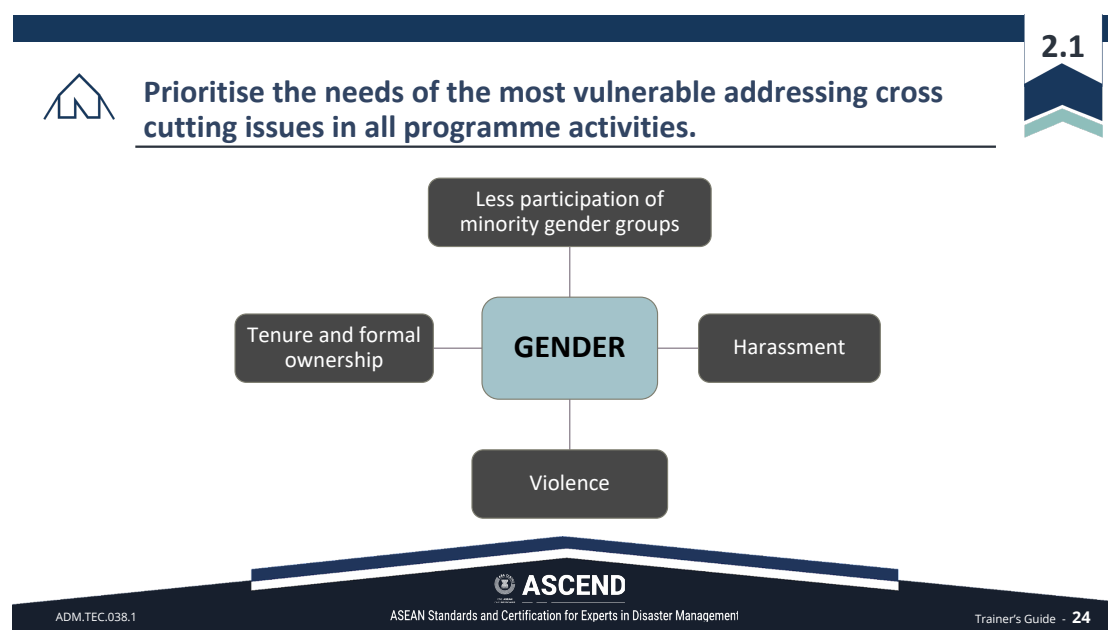 2.1
Prioritise the needs of the most vulnerable addressing cross
cutting issues in all programme activities.
Less participation of
minority gender groups
Tenure and formal
ownership
GENDER
Harassment
Violence
ASCEND
ADM.TEC.038.1
ASEAN Standards and Certification for Experts in Disaster Management
Trainer's Guide - 24